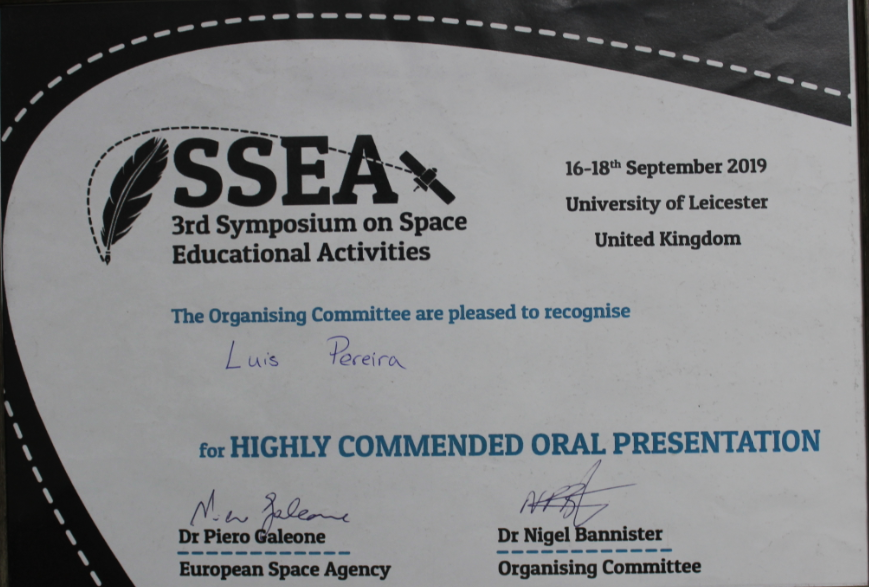 SSEA
3rd Symposium on Space
Educational Activities
16-18th September 2019
University of Leicester
United Kingdom
The Organising Committee are pleased to recognise
Luis Pereira
for HIGHLY COMMENDED ORAL PRESENTATION
Dr Piero Galeone
European Space Agency
Dr Nigel Bannister
Organising Committee